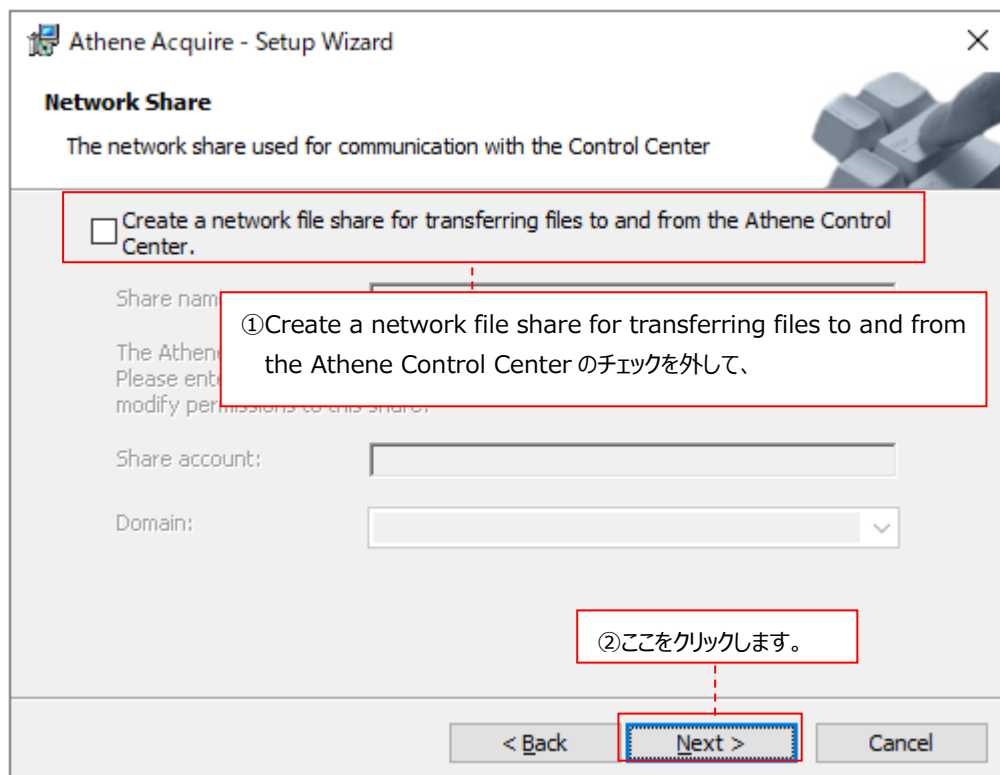 Athene Acquire - Setup Wizard
Network Share
The network share used for communication with the Control Center
Create a network file share for transferring files to and from the Athene Control
Center.
Share nam
①Create a network file share for transferring files to and from
the Athene Control Center のチェックを外して、
The Athen
Please ent
modify permissions to this share.
Share account:
Domain:
②ここをクリックします。
< Back
Next >
Cancel